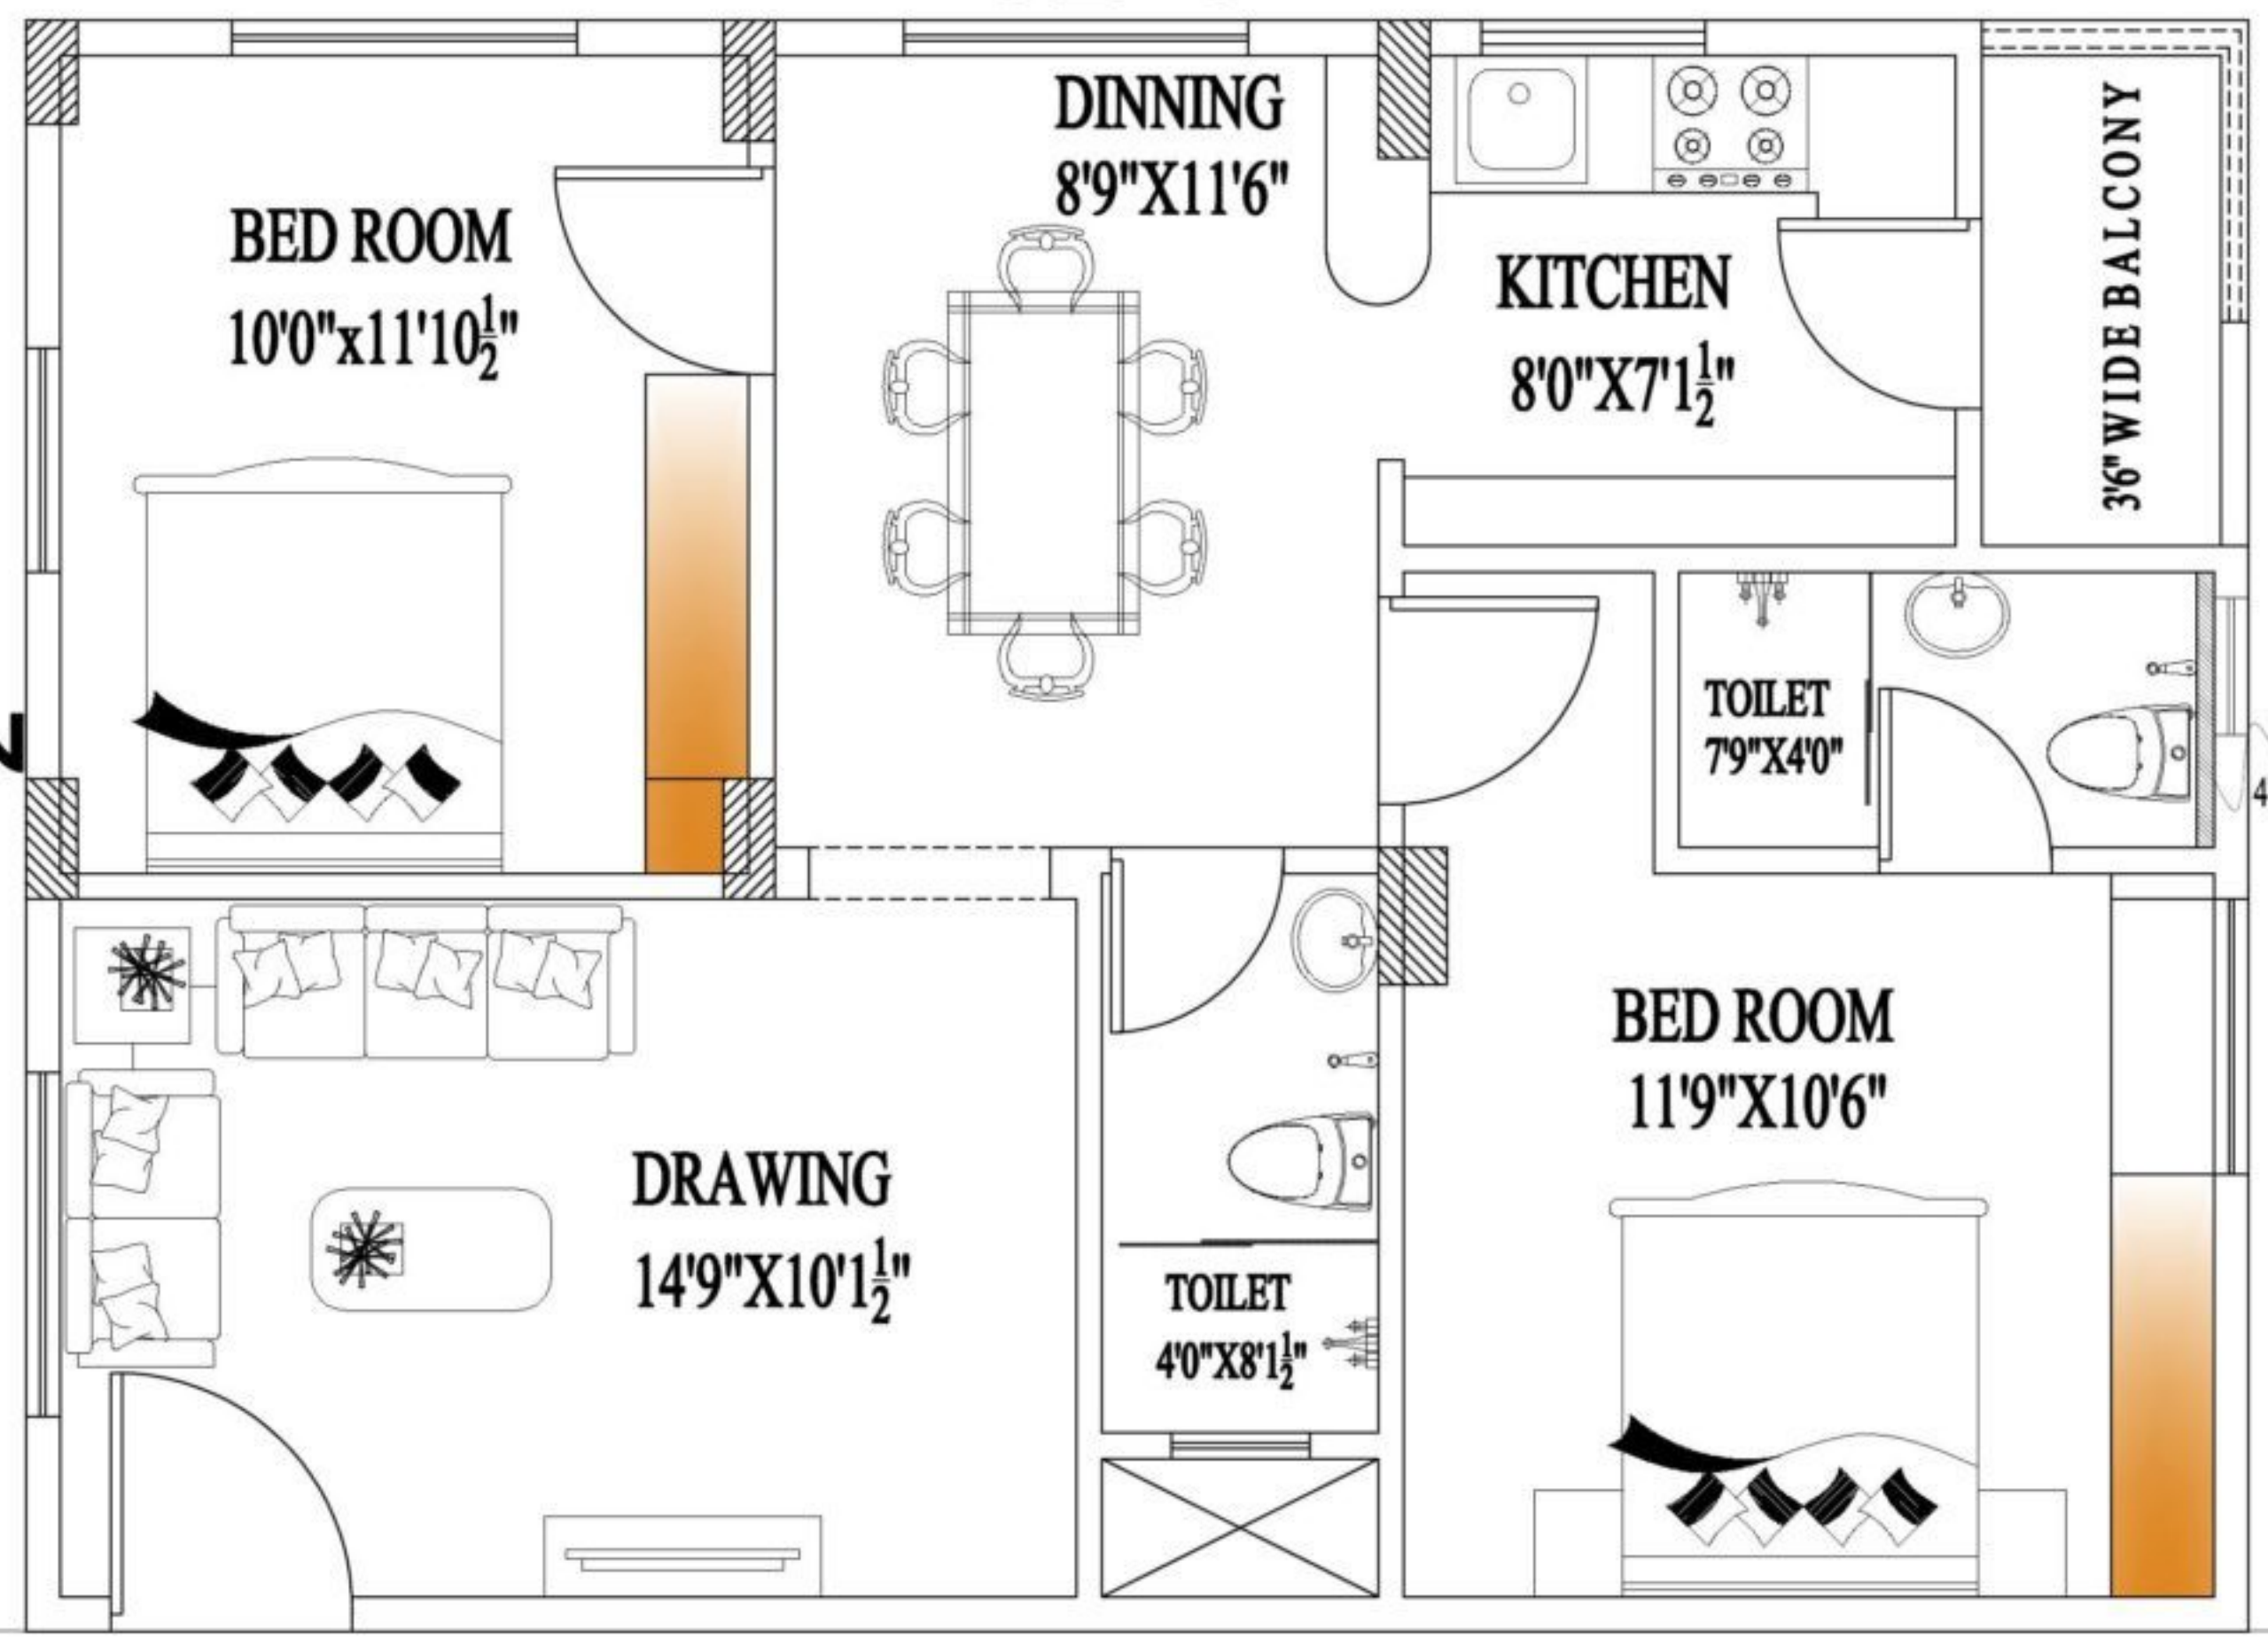 DINNING
8'9"X11'6"
BED ROOM
10'0"x11'10½"
KITCHEN
8'0"X7'1½"
3'6" WIDE BALCONY
TOILET
7'9"X4'0"
4
BED ROOM
11'9"X10'6"
DRAWING
14'9"X10'1½"
TOILET
4'0"X8'1½"